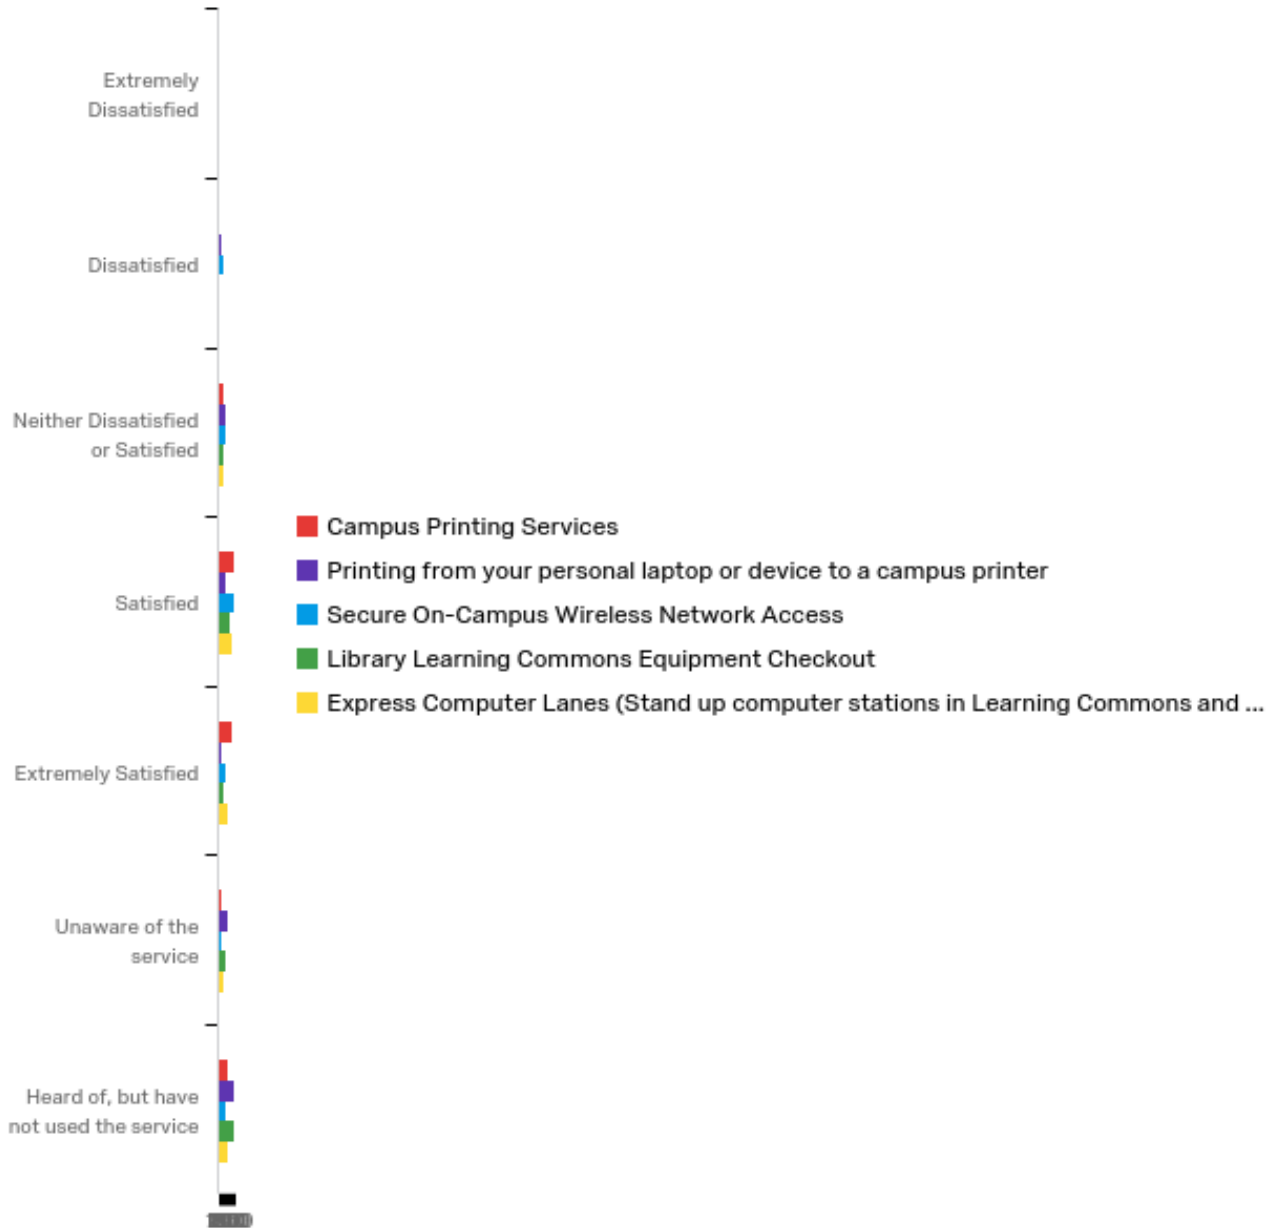 Extremely
Dissatisfied
Dissatisfied
Neither Dissatisfied
or Satisfied
Satisfied
Extremely Satisfied
Unaware of the
service
Heard of, but have
not used the service
Campus Printing Services
Printing from your personal laptop or device to a campus printer
Secure On-Campus Wireless Network Access
Library Learning Commons Equipment Checkout
Express Computer Lanes (Stand up computer stations in Learning Commons and ...